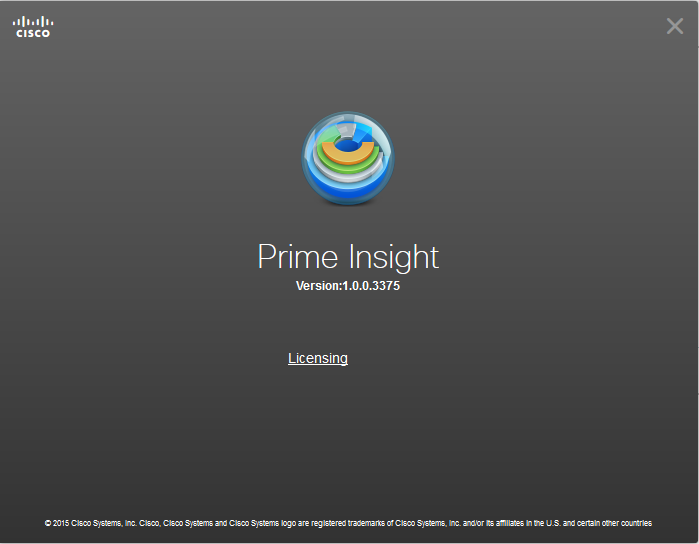 CISCO
Prime Insight
Version:1.0.0.3375
Licensing
© 2015 Cisco Systems, Inc. Cisco, Cisco Systems and Cisco Systems logo are registered trademarks of Cisco Systems, Inc. and/or its affiliates in the U.S. and certain other countries